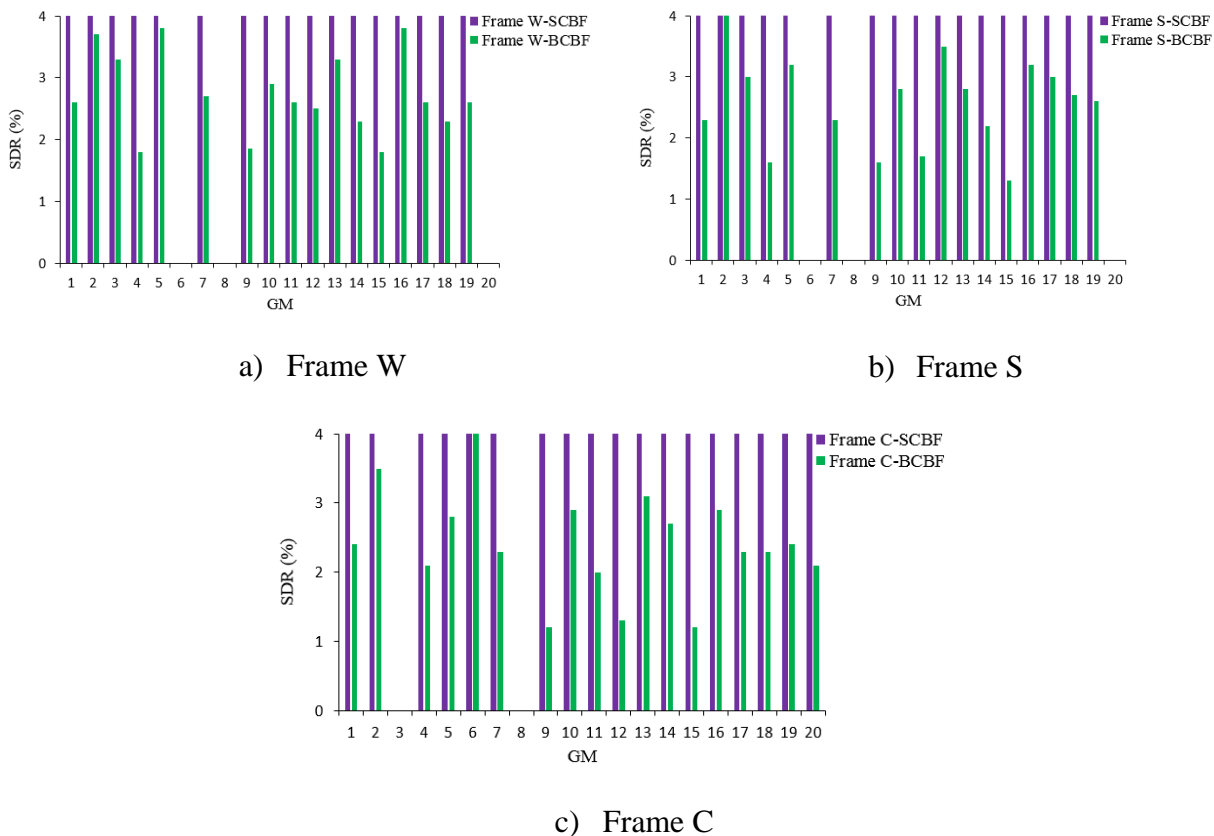 Frame W-SCBF
Frame W-BCBF
4
3
2
1
0
SDR (%)
1 2 3 4 5 6 7 8 9 10 11 12 13 14 15 16 17 18 19 20
GM
a) Frame W
Frame S-SCBF
Frame S-BCBF
4
3
2
1
0
SDR (%)
1 2 3 4 5 6 7 8 9 10 11 12 13 14 15 16 17 18 19 20
GM
b) Frame S
Frame C-SCBF
Frame C-BCBF
4
3
2
1
0
SDR (%)
1 2 3 4 5 6 7 8 9 10 11 12 13 14 15 16 17 18 19 20
GM
c) Frame C